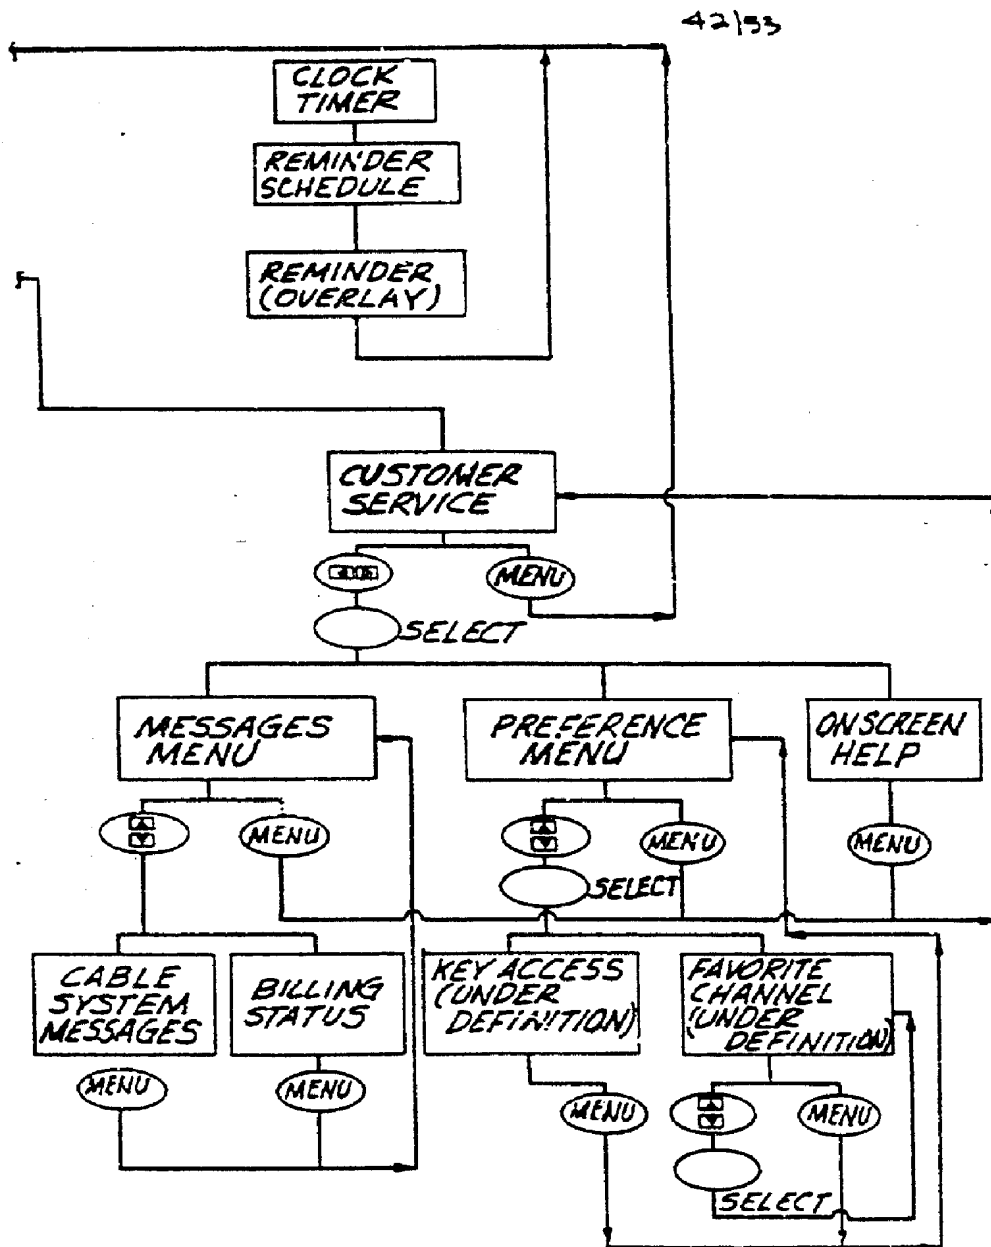 42/53
CLOCK
TIMER
REMINDER
SCHEDULE
REMINDER
(OVERLAY)
CUSTOMER
SERVICE
MENU
SELECT
MESSAGES
MENU
PREFERENCE
MENU
ON SCREEN
HELP
MENU
MENU
MENU
SELECT
CABLE
SYSTEM
MESSAGES
BILLING
STATUS
KEY ACCESS
(UNDER
DEFINITION)
FAVORITE
CHANNEL
(UNDER
DEFINITION)
MENU
MENU
MENU
MENU
SELECT